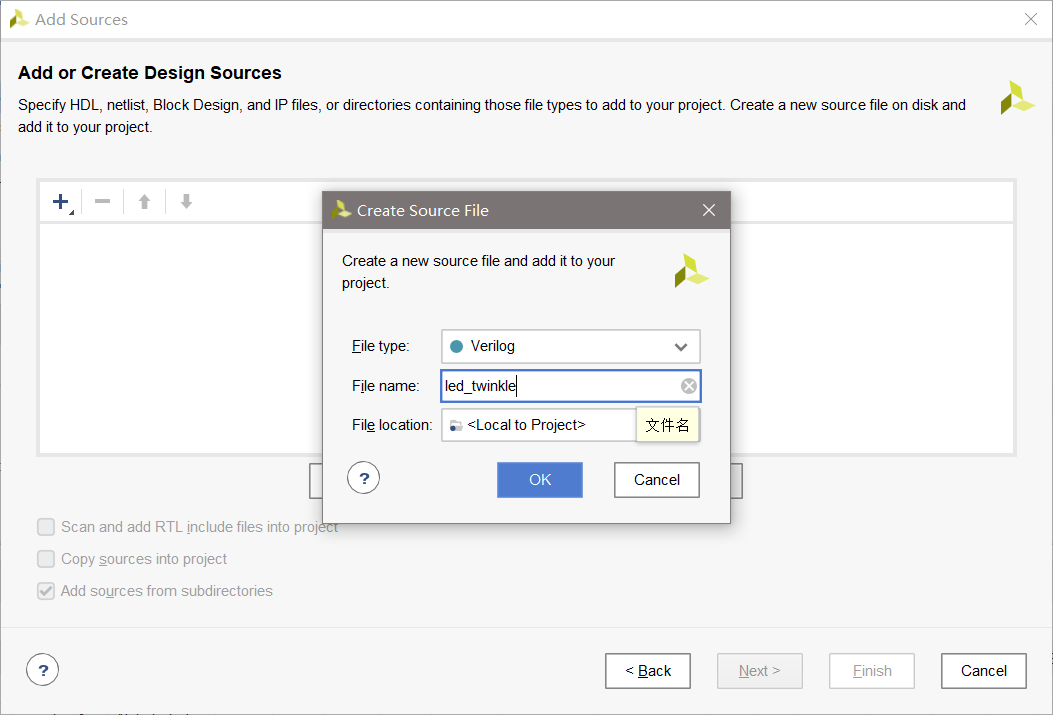 Add Sources
Add or Create Design Sources
Specify HDL, netlist, Block Design, and IP files, or directories containing those file types to add to your project. Create a new source file on disk and
add it to your project.
Create Source File
Create a new source file and add it to your
project.
File type: Verilog
File name: led_twinkle
File location: <Local to Project> 文件名
? OK Cancel
Scan and add RTL include files into project
Copy sources into project
Add sources from subdirectories
? < Back Next > Finish Cancel